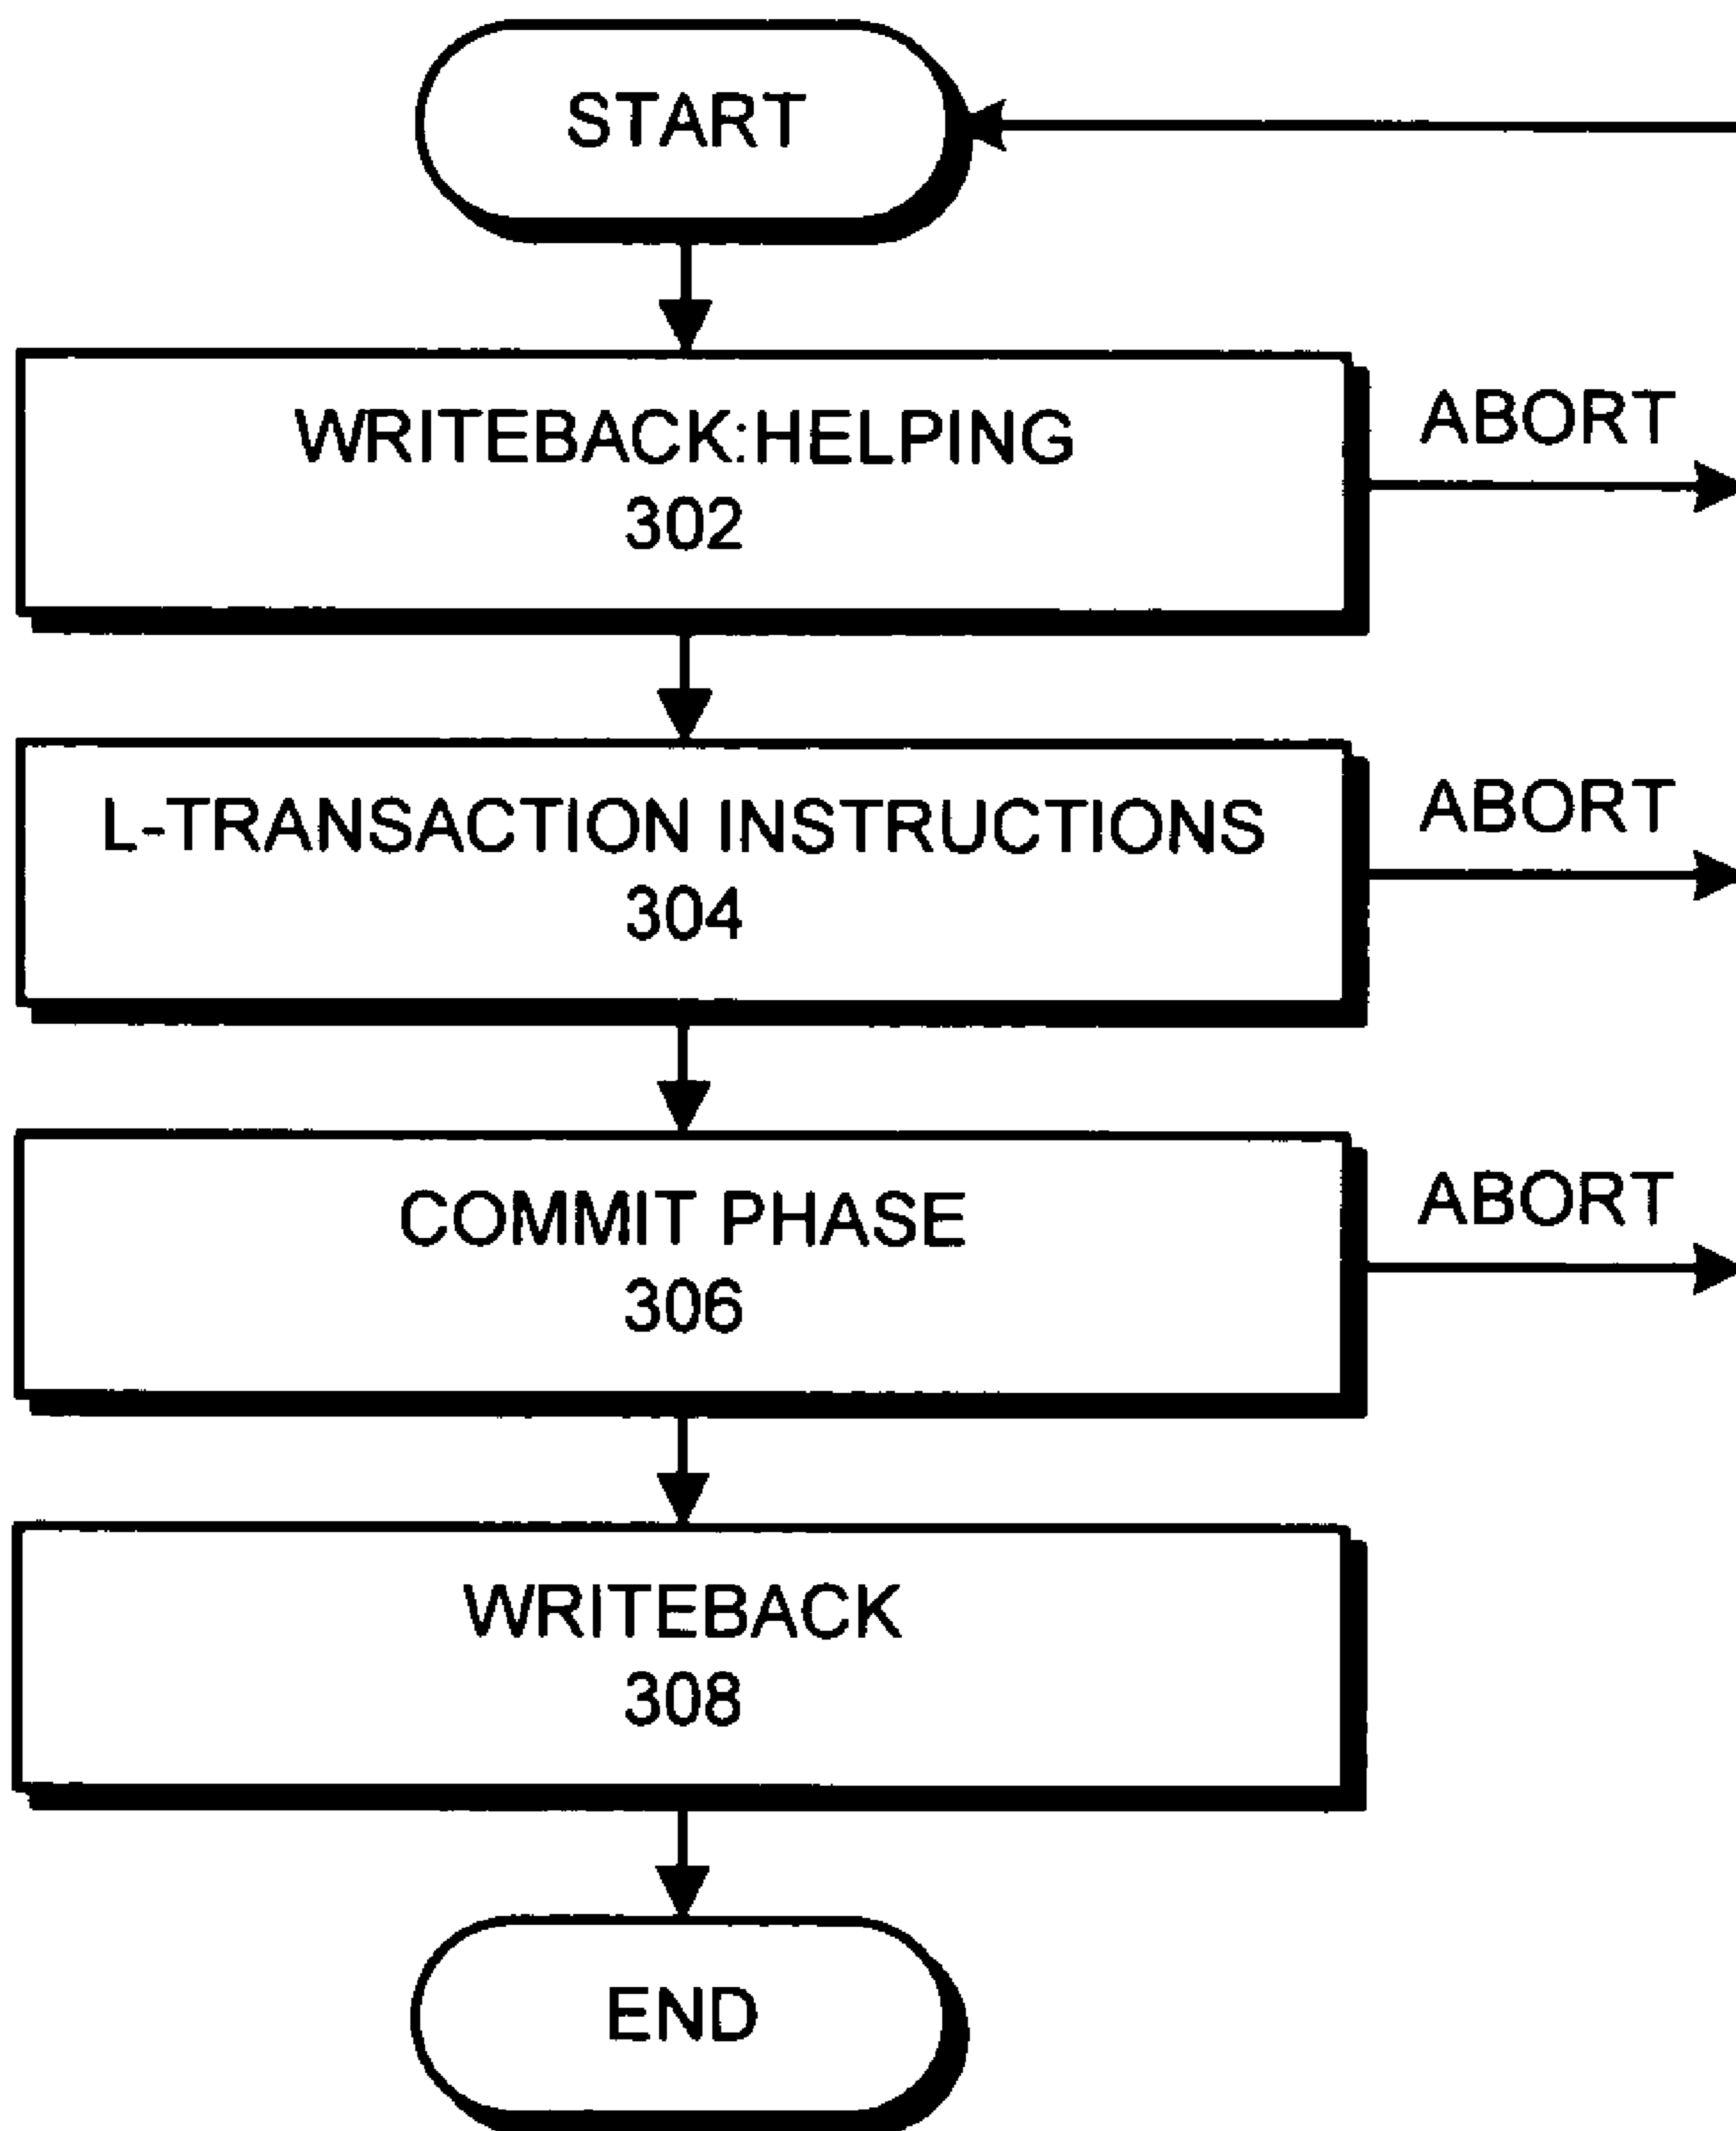 START
WRITEBACK:HELPING
302
ABORT
L-TRANSACTION INSTRUCTIONS
304
ABORT
COMMIT PHASE
306
ABORT
WRITEBACK
308
END